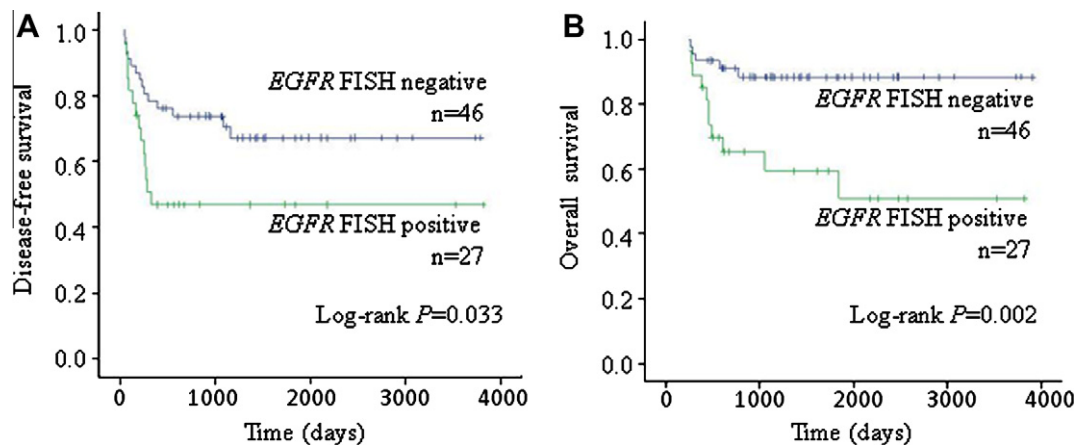 A
Disease-free survival
1.0
0.8
0.6
0.4
0.2
0.0
EGFR FISH negative
n=46
EGFR FISH positive
n=27
Log-rank P=0.033
0 1000 2000 3000 4000
Time (days)
B
Overall survival
1.0
0.8
0.6
0.4
0.2
0.0
EGFR FISH negative
n=46
EGFR FISH positive
n=27
Log-rank P=0.002
0 1000 2000 3000 4000
Time (days)